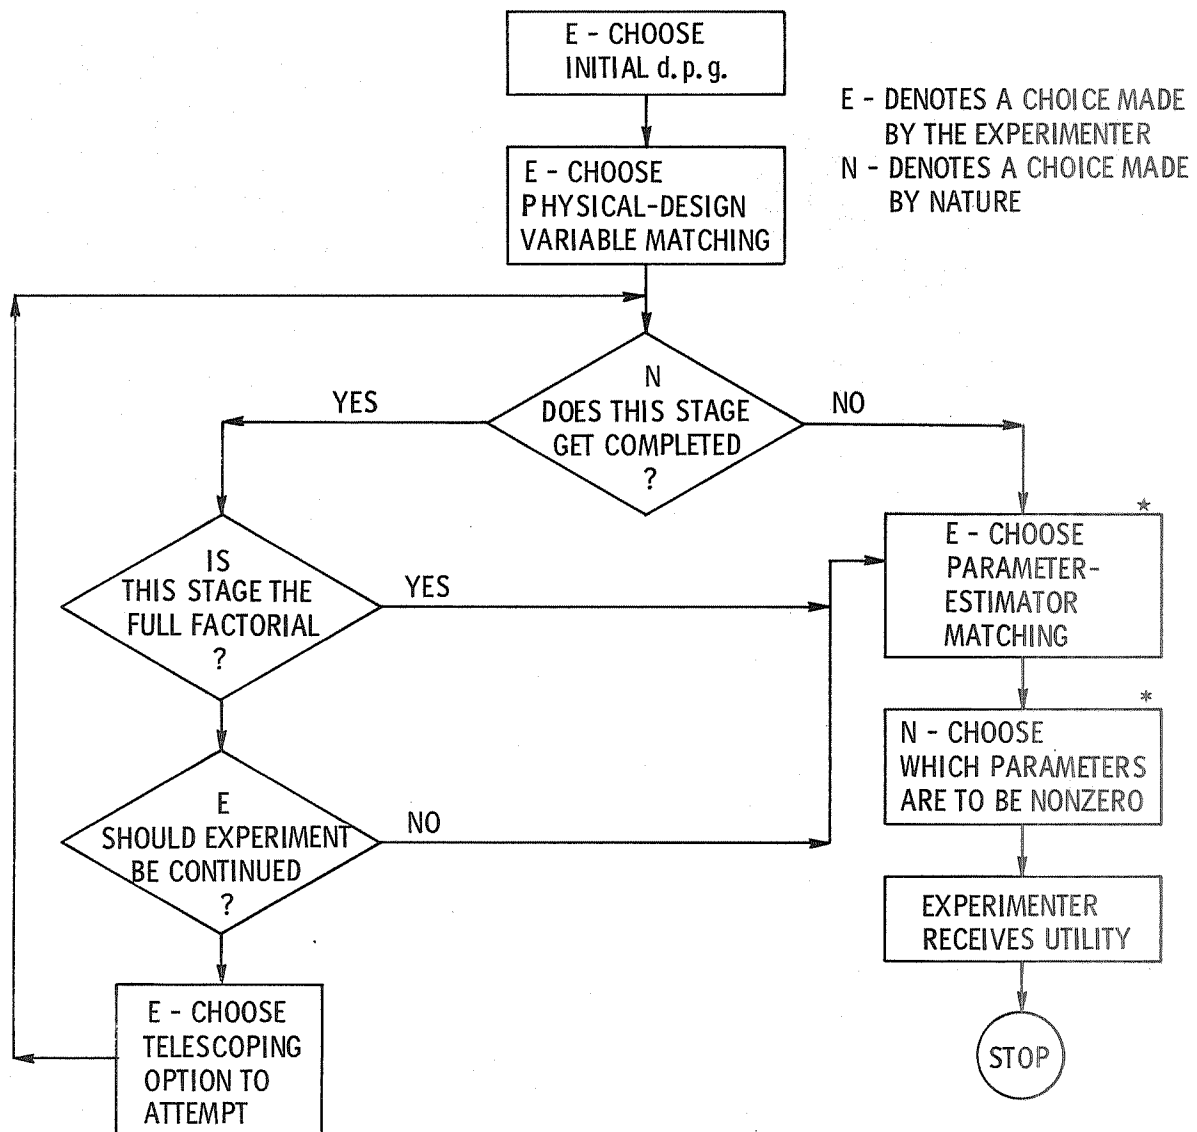 E - CHOOSE
INITIAL d.p.g.
E - DENOTES A CHOICE MADE
BY THE EXPERIMENTER
N - DENOTES A CHOICE MADE
BY NATURE
E - CHOOSE
PHYSICAL-DESIGN
VARIABLE MATCHING
N
DOES THIS STAGE
GET COMPLETED
?
YES
NO
IS
THIS STAGE THE
FULL FACTORIAL
?
YES
*
E - CHOOSE
PARAMETER-
ESTIMATOR
MATCHING
*
N - CHOOSE
WHICH PARAMETERS
ARE TO BE NONZERO
E
SHOULD EXPERIMENT
BE CONTINUED
?
NO
EXPERIMENTER
RECEIVES UTILITY
E - CHOOSE
TELESCOPING
OPTION TO
ATTEMPT
STOP